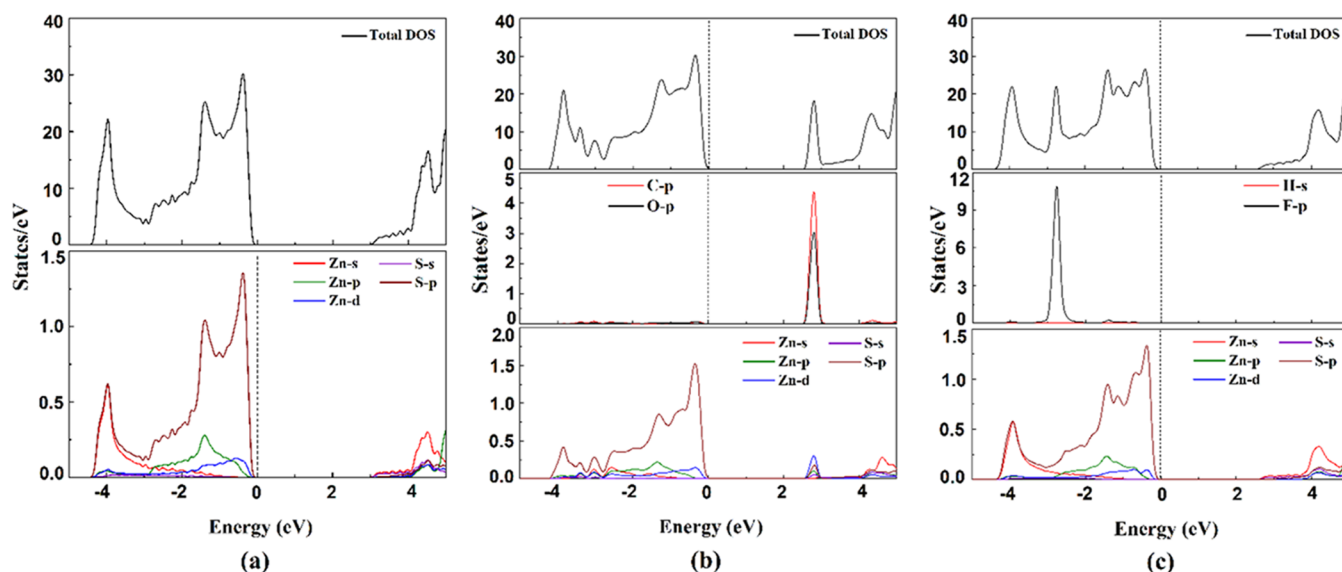 States/eV
40
30
20
10
0
Total DOS
1.5
1.0
0.5
0.0
Zn-s
Zn-p
Zn-d
S-s
S-p
-4 -2 0 2 4
Energy (eV)
(a)
States/eV
40
30
20
10
0
Total DOS
5
4
3
2
1
0
C-p
O-p
2.0
1.5
1.0
0.5
0.0
Zn-s
Zn-p
Zn-d
S-s
S-p
-4 -2 0 2 4
Energy (eV)
(b)
States/eV
40
30
20
10
0
Total DOS
12
9
6
3
0
H-s
F-p
1.5
1.0
0.5
0.0
Zn-s
Zn-p
Zn-d
S-s
S-p
-4 -2 0 2 4
Energy (eV)
(c)